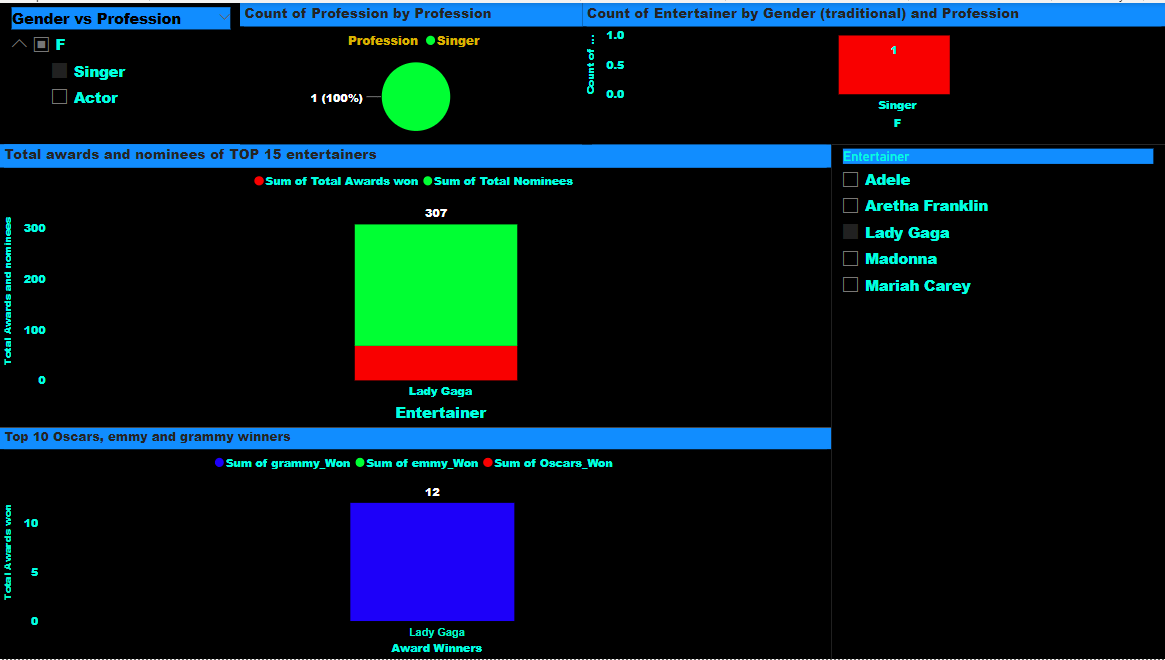 Gender vs Profession
F
Singer
Actor
Count of Profession by Profession
Profession Singer
1 (100%)
Count of Entertainer by Gender (traditional) and Profession
Count of ...
1.0
0.5
0.0
1
Singer
F
Total awards and nominees of TOP 15 entertainers
Sum of Total Awards won Sum of Total Nominees
Total Awards and nominees
300
200
100
0
307
Lady Gaga
Entertainer
Entertainer
Adele
Aretha Franklin
Lady Gaga
Madonna
Mariah Carey
Top 10 Oscars, emmy and grammy winners
Sum of grammy_Won Sum of emmy_Won Sum of Oscars_Won
Total Awards won
10
5
0
12
Lady Gaga
Award Winners